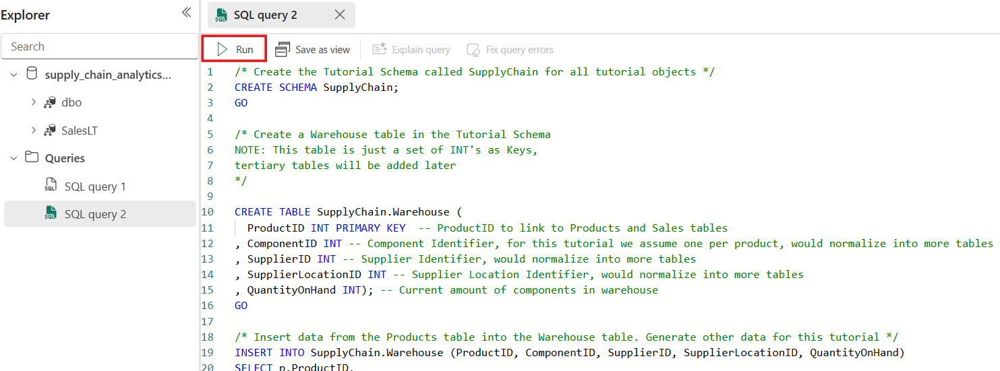 Explorer
Search
supply_chain_analytics...
dbo
SalesLT
Queries
SQL query 1
SQL query 2
SQL query 2
Run Save as view Explain query Fix query errors
1 /* Create the Tutorial Schema called SupplyChain for all tutorial objects */
2 CREATE SCHEMA SupplyChain;
3 GO
4
5 /* Create a Warehouse table in the Tutorial Schema
6 NOTE: This table is just a set of INT's as Keys,
7 tertiary tables will be added later
8 */
9
10 CREATE TABLE SupplyChain.Warehouse (
11 ProductID INT PRIMARY KEY -- ProductID to link to Products and Sales tables
12 , ComponentID INT -- Component Identifier, for this tutorial we assume one per product, would normalize into more tables
13 , SupplierID INT -- Supplier Identifier, would normalize into more tables
14 , SupplierLocationID INT -- Supplier Location Identifier, would normalize into more tables
15 , QuantityOnHand INT); -- Current amount of components in warehouse
16 GO
17
18 /* Insert data from the Products table into the Warehouse table. Generate other data for this tutorial */
19 INSERT INTO SupplyChain.Warehouse (ProductID, ComponentID, SupplierID, SupplierLocationID, QuantityOnHand)
20 SELECT p.ProductID,